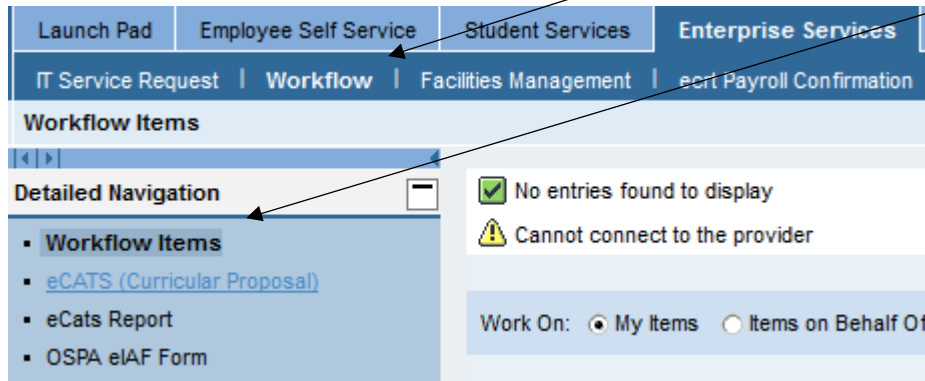 Launch Pad Employee Self Service Student Services Enterprise Services
IT Service Request | Workflow | Facilities Management | ecrt Payroll Confirmation
Workflow Items
Detailed Navigation
Workflow Items
eCATS (Curricular Proposal)
eCats Report
OSPA eIAF Form
No entries found to display
Cannot connect to the provider
Work On: My Items Items on Behalf Of